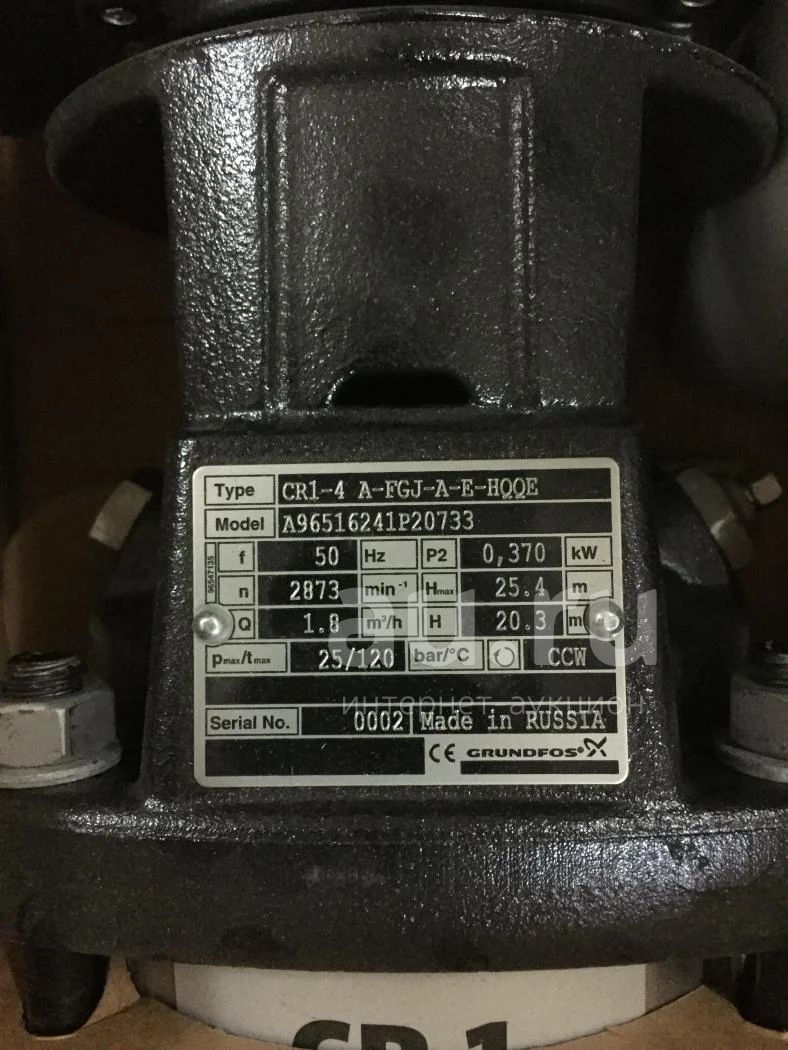 Type CR1-4 A-FGJ-A-E-HQQE
Model A96516241P20733
96547135
f 50 Hz P2 0,370 kW
n 2873 min⁻¹ Hmax 25.4 m
Q 1.8 m³/h H 20.3 m
pmax/tmax 25/120 bar/°C CCW
au.ru
интернет аукцион
Serial No. 0002 Made in RUSSIA
CE GRUNDFOS
CR 1